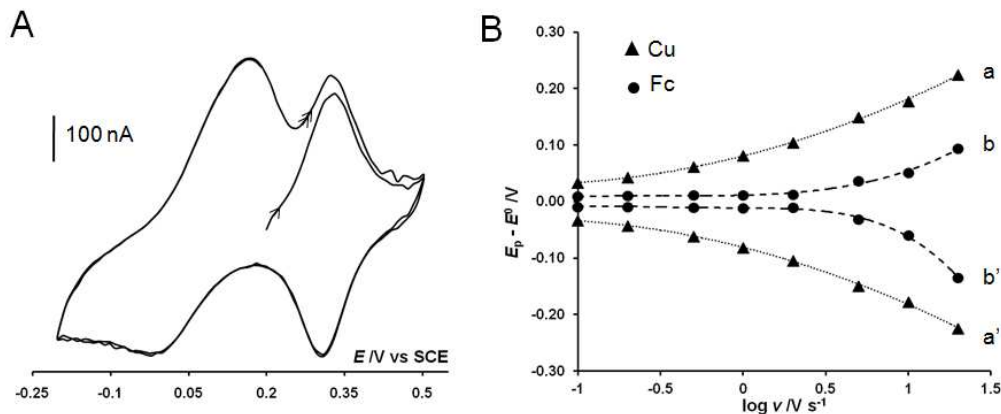 A
100 nA
E /V vs SCE
-0.25 -0.1 0.05 0.2 0.35 0.5
B
Cu
Fc
a
b
b'
a'
0.30
0.20
0.10
0.00
-0.10
-0.20
-0.30
Ep - E⁰ /V
-1 -0.5 0 0.5 1 1.5
log v /V s⁻¹